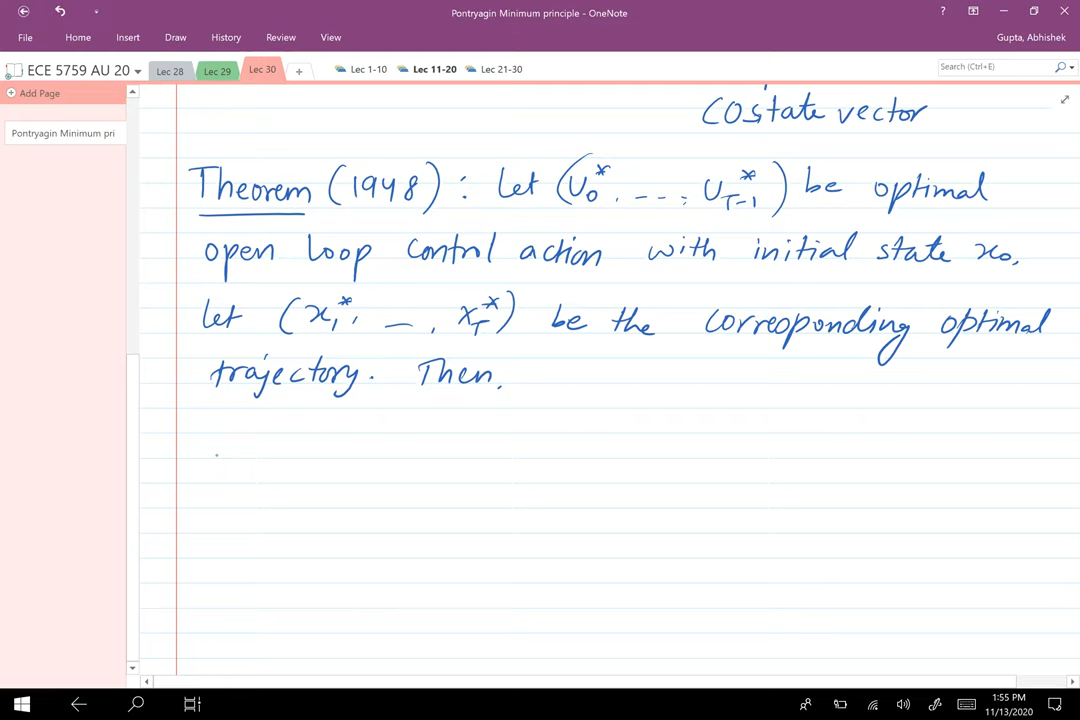 Pontryagin Minimum principle - OneNote
?
File Home Insert Draw History Review View Gupta, Abhishek
ECE 5759 AU 20 Lec 28 Lec 29 Lec 30 + Lec 1-10 Lec 11-20 Lec 21-30 Search (Ctrl+E)
Add Page
Pontryagin Minimum pri
Costate vector
Theorem (1948) : Let (U₀*, ..., U_{T-1}*) be optimal
open loop control action with initial state x₀.
Let (x₁*, ..., x_T*) be the corresponding optimal
trajectory. Then,
1:55 PM
11/13/2020